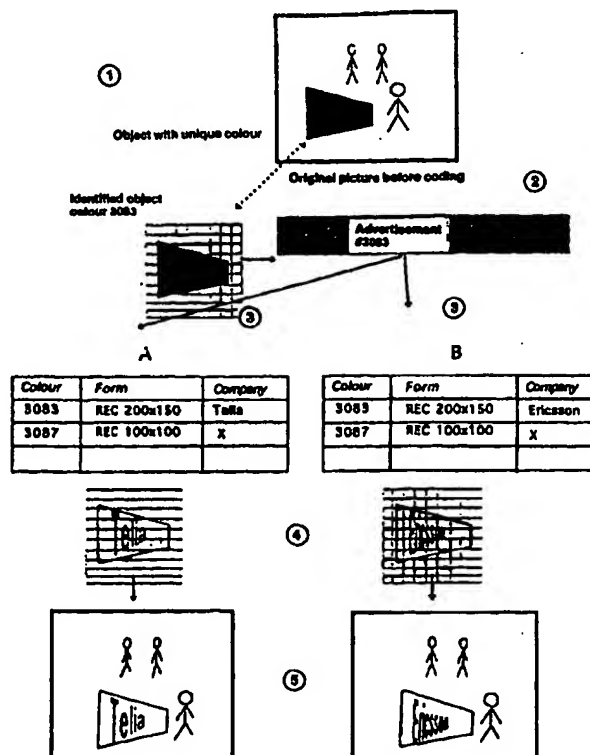 1
Object with unique colour
Original picture before coding
Identified object
colour 3083
2
Advertisement
#3083
3
3
A
B
Colour Form Company
3083 REC 200x150 Telia
3087 REC 100x100 X
Colour Form Company
3083 REC 200x150 Ericsson
3087 REC 100x100 X
Telia
4
Ericsson
5
Telia
Ericsson